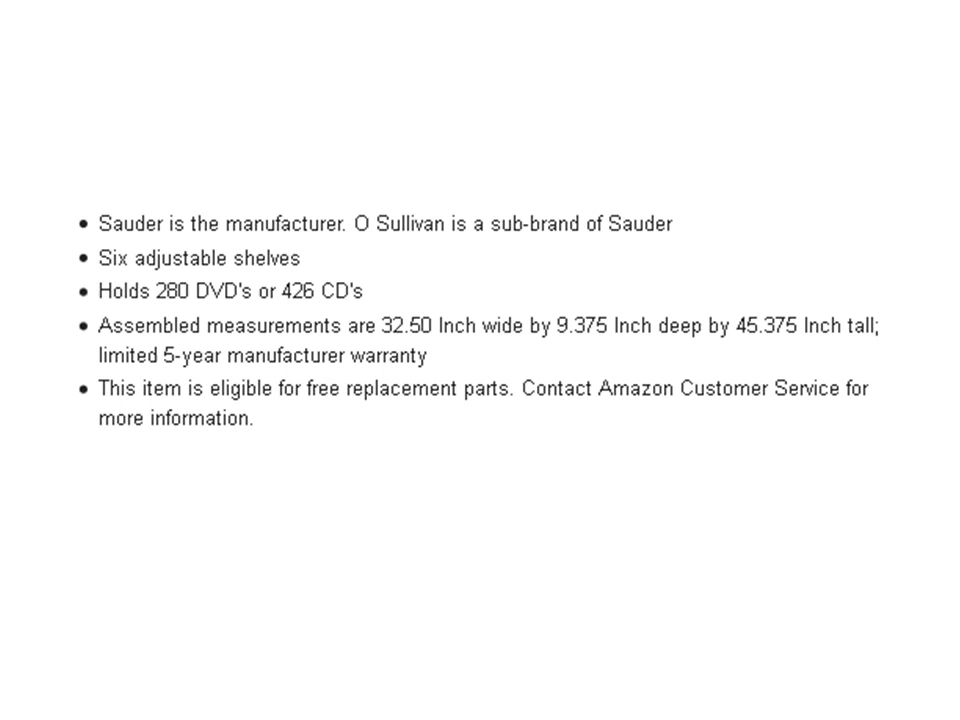 • Sauder is the manufacturer. O Sullivan is a sub-brand of Sauder
• Six adjustable shelves
• Holds 280 DVD's or 426 CD's
• Assembled measurements are 32.50 Inch wide by 9.375 Inch deep by 45.375 Inch tall;
limited 5-year manufacturer warranty
• This item is eligible for free replacement parts. Contact Amazon Customer Service for
more information.